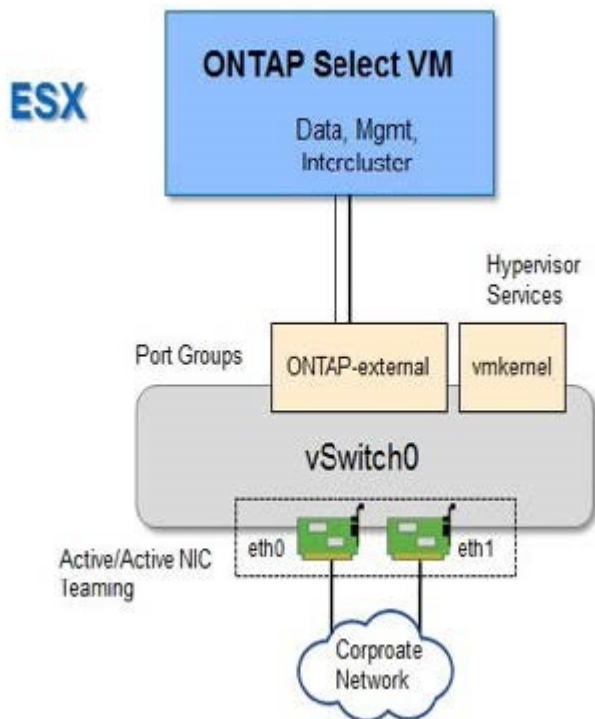 ONTAP Select VM
ESX
Data, Mgmt,
Intercluster
Hypervisor
Services
Port Groups
ONTAP-external
vmkernel
vSwitch0
eth0
eth1
Active/Active NIC
Teaming
Corproate
Network